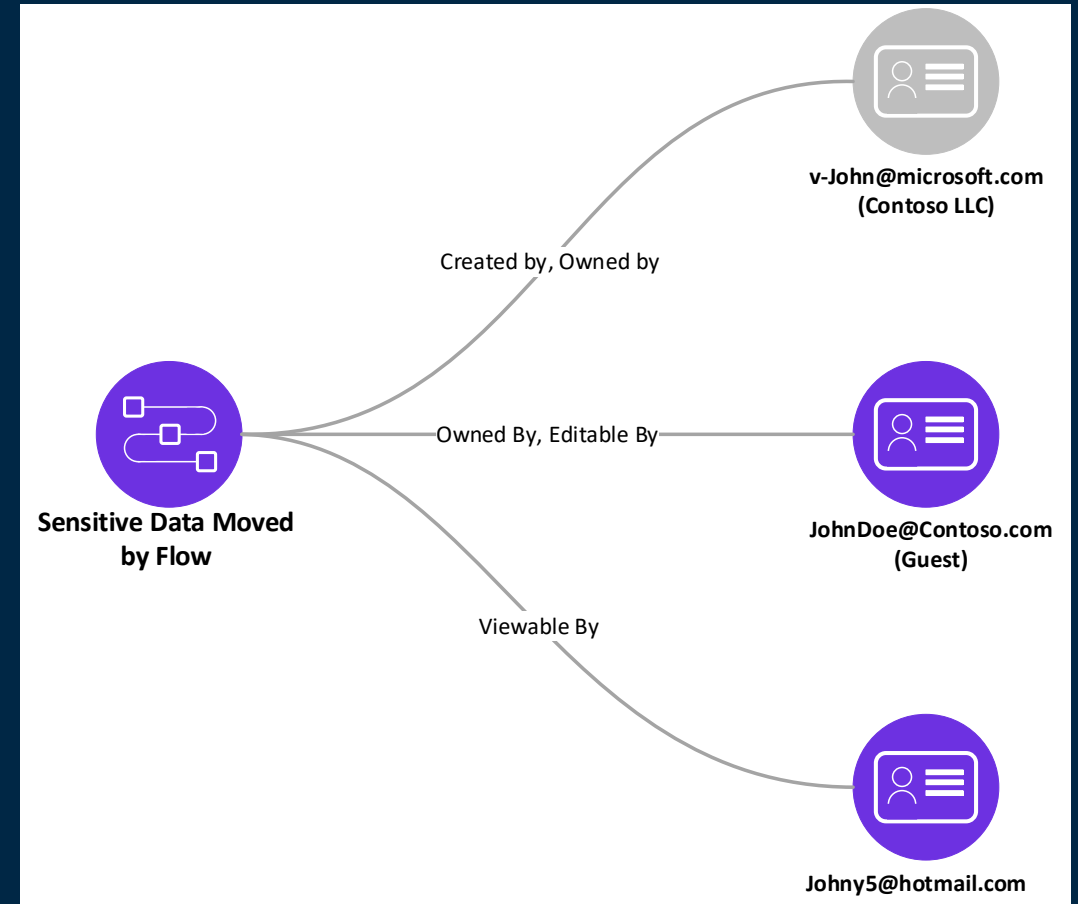 v-John@microsoft.com
(Contoso LLC)
Created by, Owned by
Owned By, Editable By
Sensitive Data Moved
by Flow
JohnDoe@Contoso.com
(Guest)
Viewable By
Johny5@hotmail.com